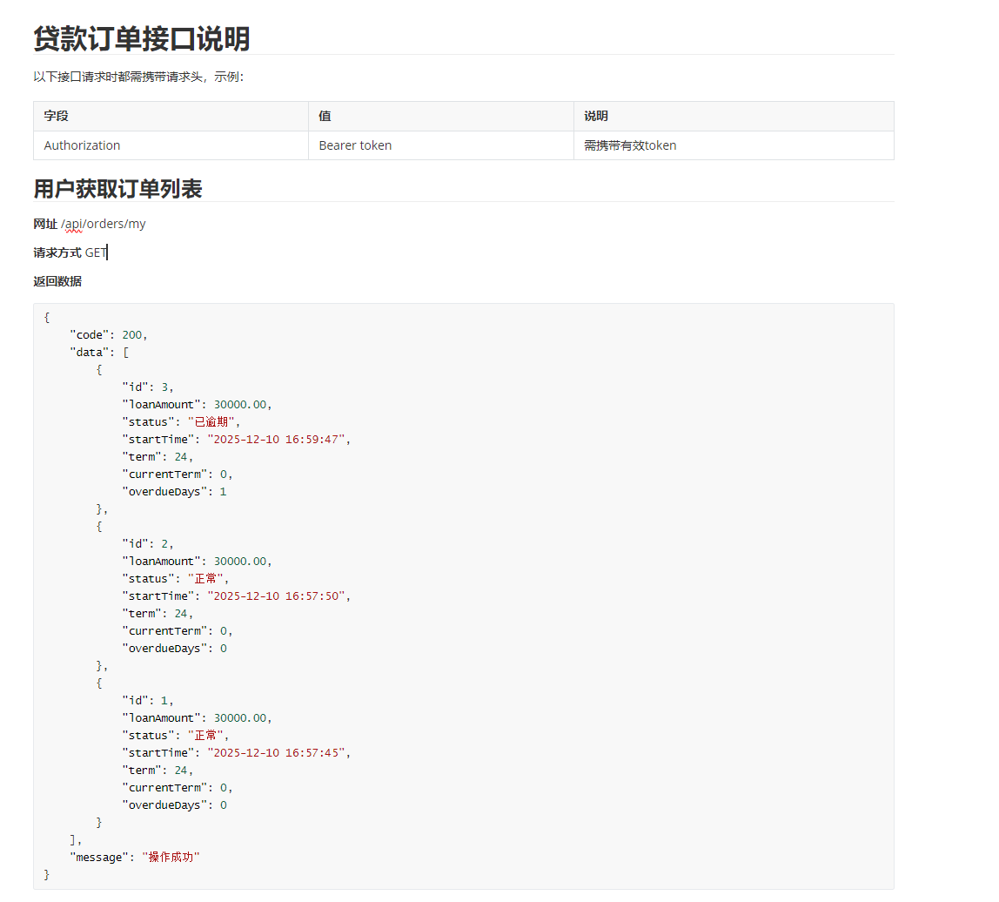 贷款订单接口说明
以下接口请求时都需携带请求头，示例：
字段 值 说明
Authorization Bearer token 需携带有效token
用户获取订单列表
网址 /api/orders/my
请求方式 GET
返回数据
{
    "code": 200,
    "data": [
        {
            "id": 3,
            "loanAmount": 30000.00,
            "status": "已逾期",
            "startTime": "2025-12-10 16:59:47",
            "term": 24,
            "currentTerm": 0,
            "overdueDays": 1
        },
        {
            "id": 2,
            "loanAmount": 30000.00,
            "status": "正常",
            "startTime": "2025-12-10 16:57:50",
            "term": 24,
            "currentTerm": 0,
            "overdueDays": 0
        },
        {
            "id": 1,
            "loanAmount": 30000.00,
            "status": "正常",
            "startTime": "2025-12-10 16:57:45",
            "term": 24,
            "currentTerm": 0,
            "overdueDays": 0
        }
    ],
    "message": "操作成功"
}